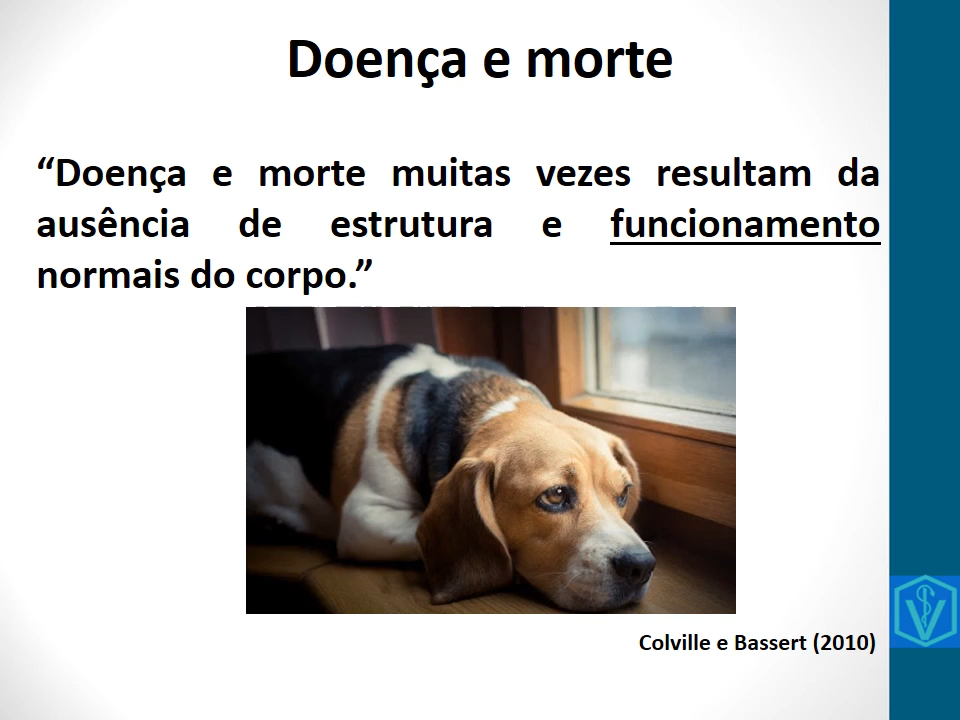 Doença e morte
“Doença e morte muitas vezes resultam da
ausência de estrutura e funcionamento
normais do corpo.”
Colville e Bassert (2010)